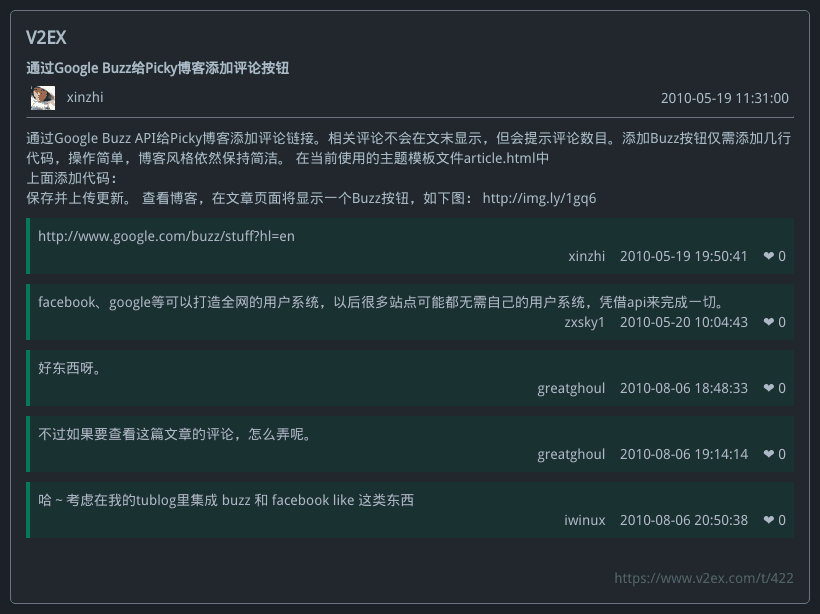 V2EX
通过Google Buzz给Picky博客添加评论按钮
xinzhi 2010-05-19 11:31:00
通过Google Buzz API给Picky博客添加评论链接。相关评论不会在文末显示，但会提示评论数目。添加Buzz按钮仅需添加几行
代码，操作简单，博客风格依然保持简洁。 在当前使用的主题模板文件article.html中
上面添加代码：
保存并上传更新。 查看博客，在文章页面将显示一个Buzz按钮，如下图： http://img.ly/1gq6
http://www.google.com/buzz/stuff?hl=en
xinzhi 2010-05-19 19:50:41 ❤ 0
facebook、google等可以打造全网的用户系统，以后很多站点可能都无需自己的用户系统，凭借api来完成一切。
zxsky1 2010-05-20 10:04:43 ❤ 0
好东西呀。
greatghoul 2010-08-06 18:48:33 ❤ 0
不过如果要查看这篇文章的评论，怎么弄呢。
greatghoul 2010-08-06 19:14:14 ❤ 0
哈 ~ 考虑在我的tublog里集成 buzz 和 facebook like 这类东西
iwinux 2010-08-06 20:50:38 ❤ 0
https://www.v2ex.com/t/422